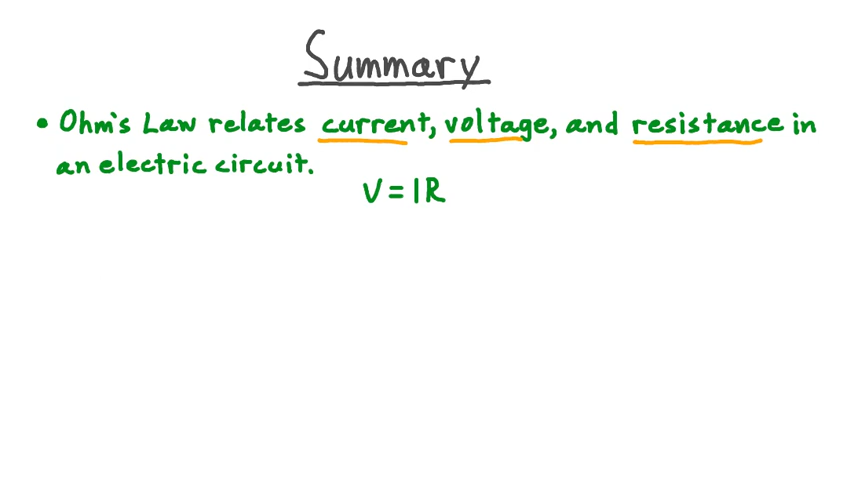 Summary
• Ohm's Law relates current, voltage, and resistance in
an electric circuit.
V = IR